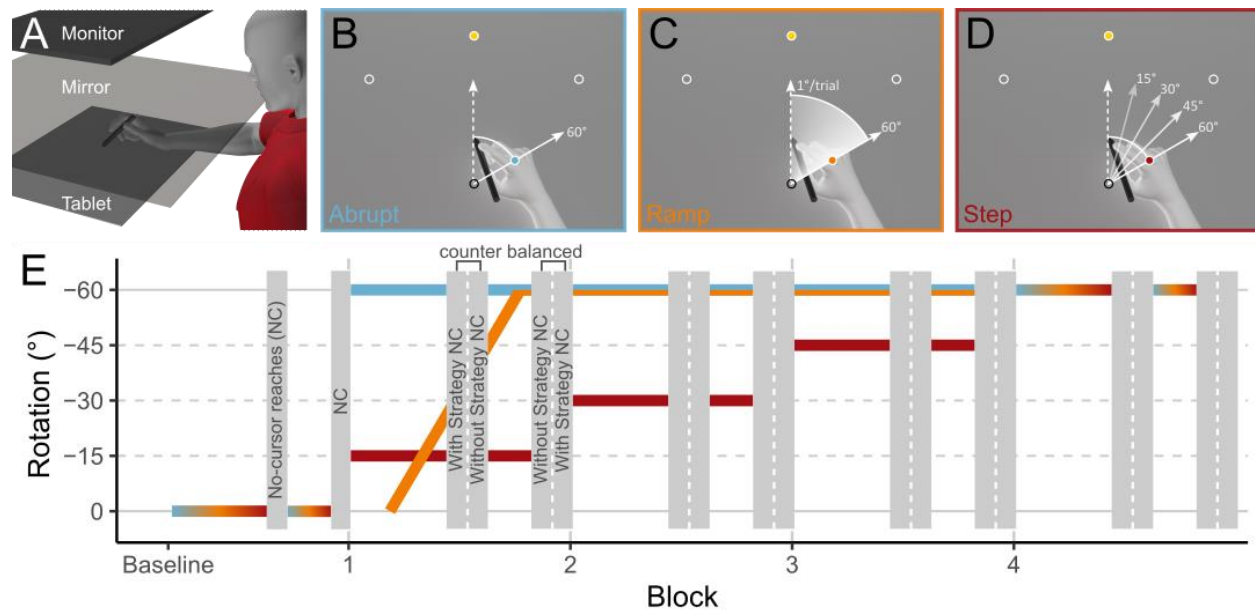 A
Monitor
Mirror
Tablet
B
60°
Abrupt
C
1°/trial
60°
Ramp
D
15°
30°
45°
60°
Step
E
counter balanced
−60
−45
−30
−15
0
Rotation (°)
No-cursor reaches (NC)
NC
With Strategy NC
Without Strategy NC
Without Strategy NC
With Strategy NC
Baseline
1
2
3
4
Block